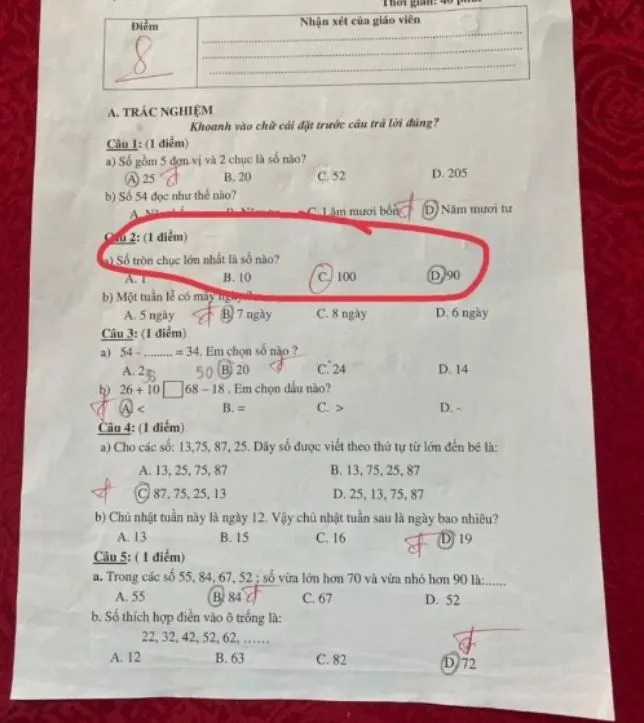 Thời gian: 40 phút
Điểm
Nhận xét của giáo viên
8
A. TRẮC NGHIỆM
Khoanh vào chữ cái đặt trước câu trả lời đúng?
Câu 1: (1 điểm)
a) Số gồm 5 đơn vị và 2 chục là số nào?
A. 25 B. 20 C. 52 D. 205
b) Số 54 đọc như thế nào?
A. B. C. Lăm mươi bốn D. Năm mươi tư
Câu 2: (1 điểm)
a) Số tròn chục lớn nhất là số nào?
A. 1 B. 10 C. 100 D. 90
b) Một tuần lễ có mấy
A. 5 ngày B. 7 ngày C. 8 ngày D. 6 ngày
Câu 3: (1 điểm)
a) 54 - ......... = 34. Em chọn số nào ?
A. 2 50 B. 20 C. 24 D. 14
b) 26 + 10 □ 68 – 18 . Em chọn dấu nào?
A. < B. = C. > D. -
Câu 4: (1 điểm)
a) Cho các số: 13,75, 87, 25. Dãy số được viết theo thứ tự từ lớn đến bé là:
A. 13, 25, 75, 87 B. 13, 75, 25, 87
C. 87, 75, 25, 13 D. 25, 13, 75, 87
b) Chủ nhật tuần này là ngày 12. Vậy chủ nhật tuần sau là ngày bao nhiêu?
A. 13 B. 15 C. 16 D. 19
Câu 5: ( 1 điểm)
a. Trong các số 55, 84, 67, 52 ; số vừa lớn hơn 70 và vừa nhỏ hơn 90 là:......
A. 55 B. 84 C. 67 D. 52
b. Số thích hợp điền vào ô trống là:
22, 32, 42, 52, 62, ......
A. 12 B. 63 C. 82 D. 72